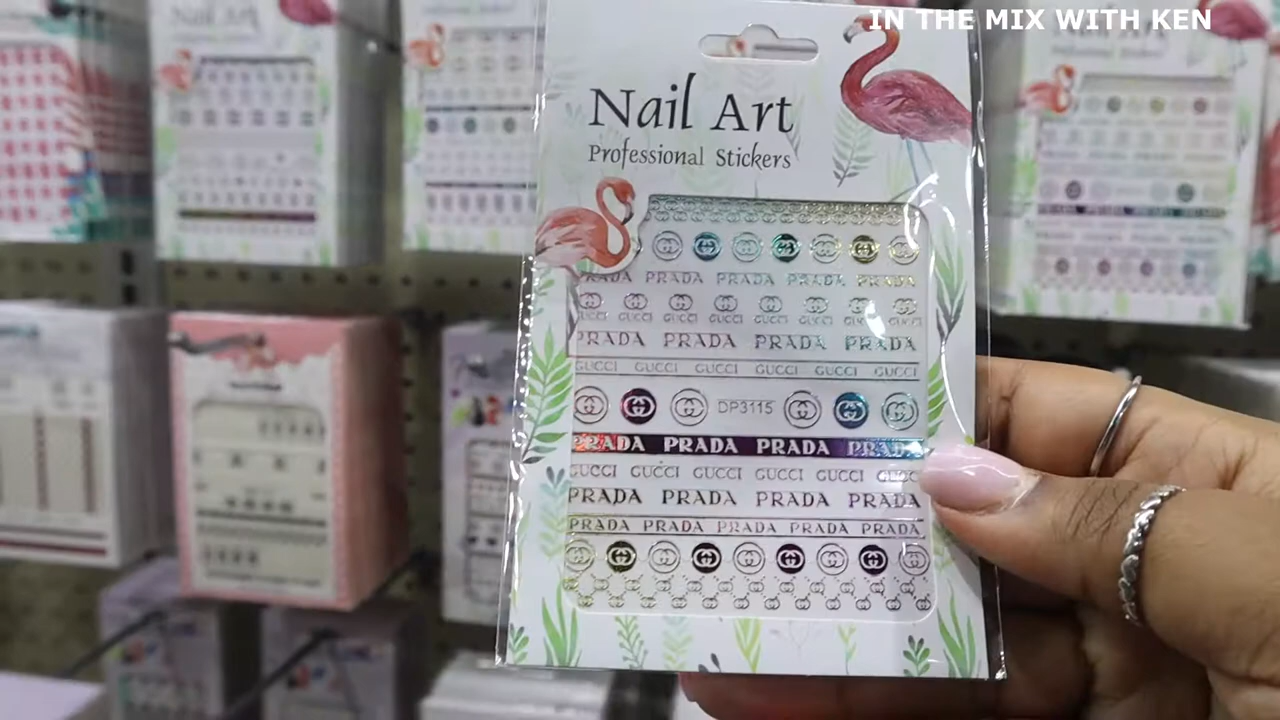 IN THE MIX WITH KEN
Nail Art
Nail Art
Professional Stickers
PRADA PRADA PRADA PRADA PRADA
GUCCI GUCCI GUCCI GUCCI GUCCI GUCCI GUCCI
PRADA PRADA PRADA PRADA
GUCCI GUCCI GUCCI GUCCI GUCCI GUCCI
DP3115
PRADA PRADA PRADA PRADA
GUCCI GUCCI GUCCI GUCCI GUCCI GUCCI
PRADA PRADA PRADA PRADA
PRADA PRADA PRADA PRADA PRADA